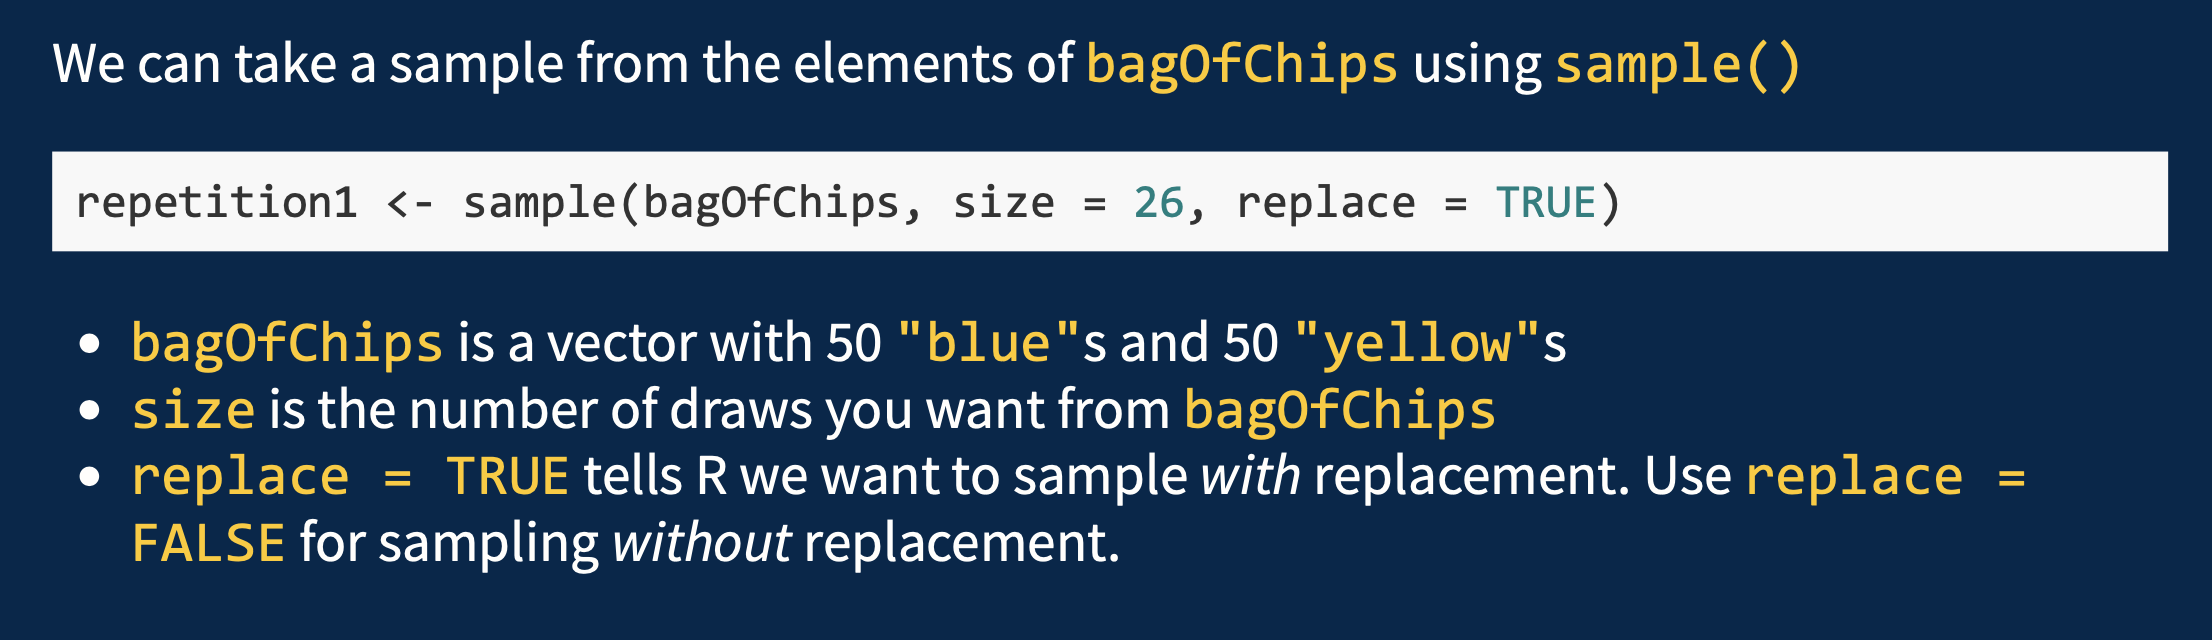 We can take a sample from the elements of bagOfChips using sample()
repetition1 <- sample(bagOfChips, size = 26, replace = TRUE)
• bagOfChips is a vector with 50 "blue"s and 50 "yellow"s
• size is the number of draws you want from bagOfChips
• replace = TRUE tells R we want to sample with replacement. Use replace =
FALSE for sampling without replacement.